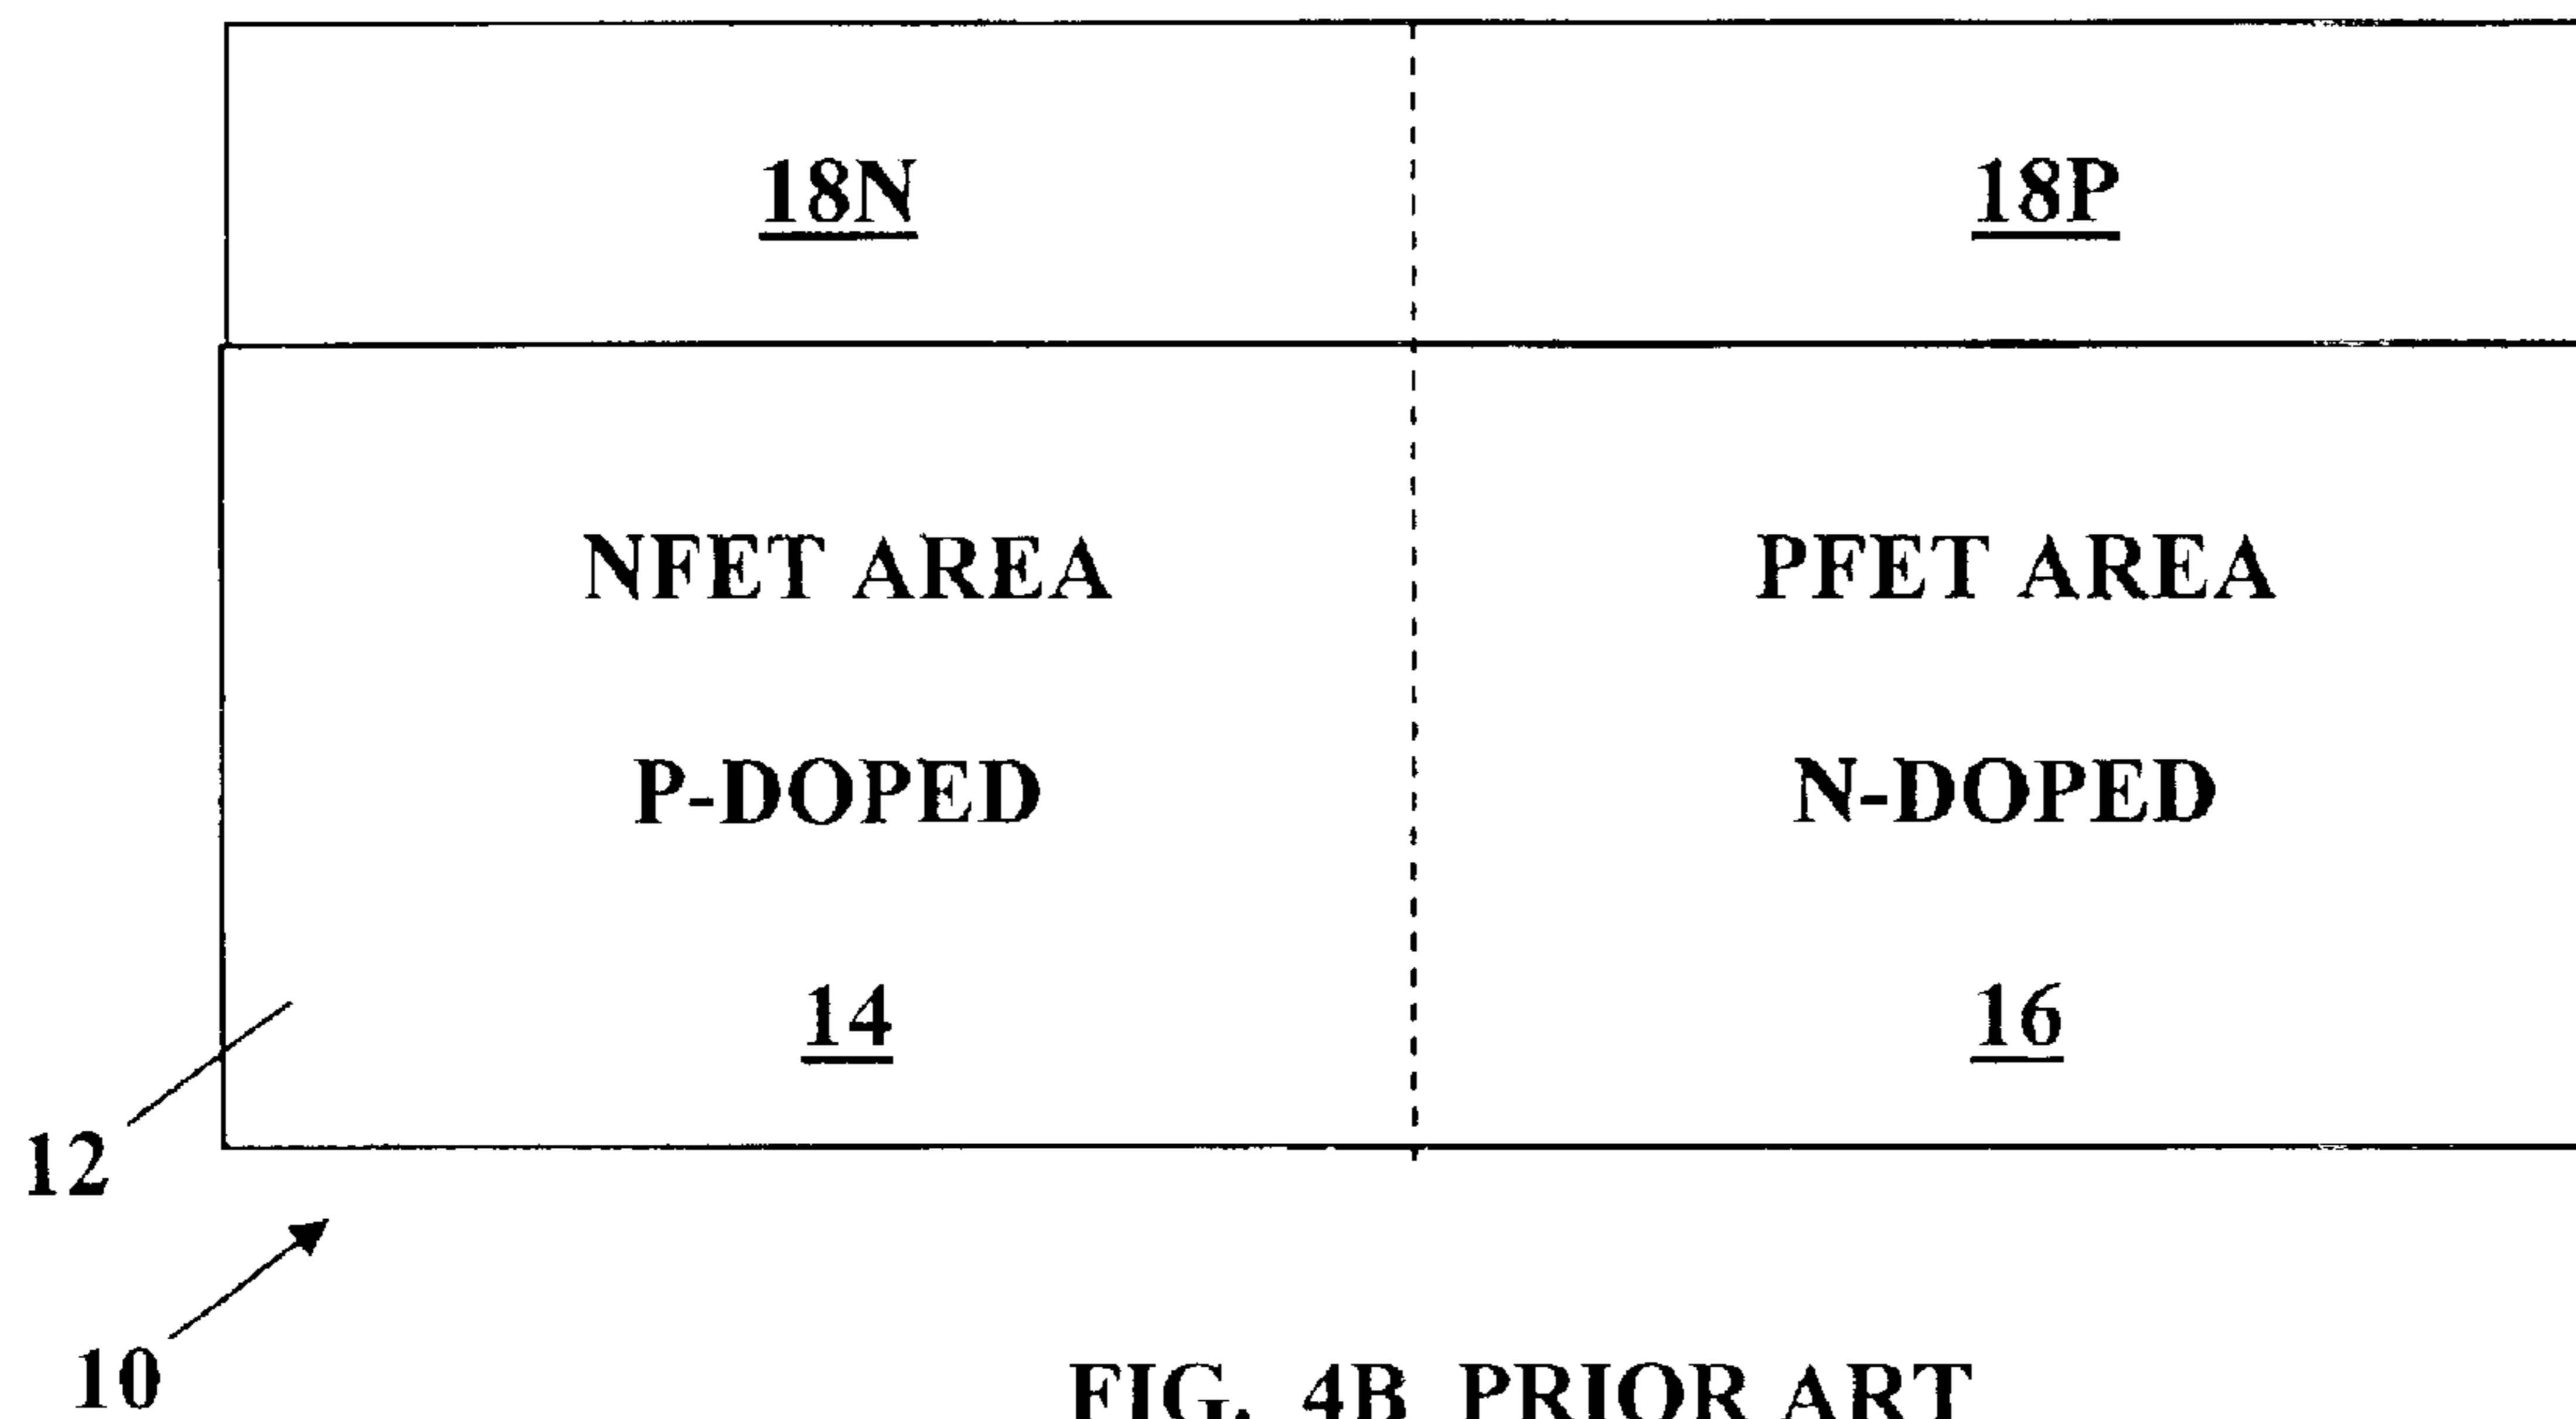 18N 18P
NFET AREA PFET AREA
P-DOPED N-DOPED
14 16
12
10
FIG. 4B PRIOR ART